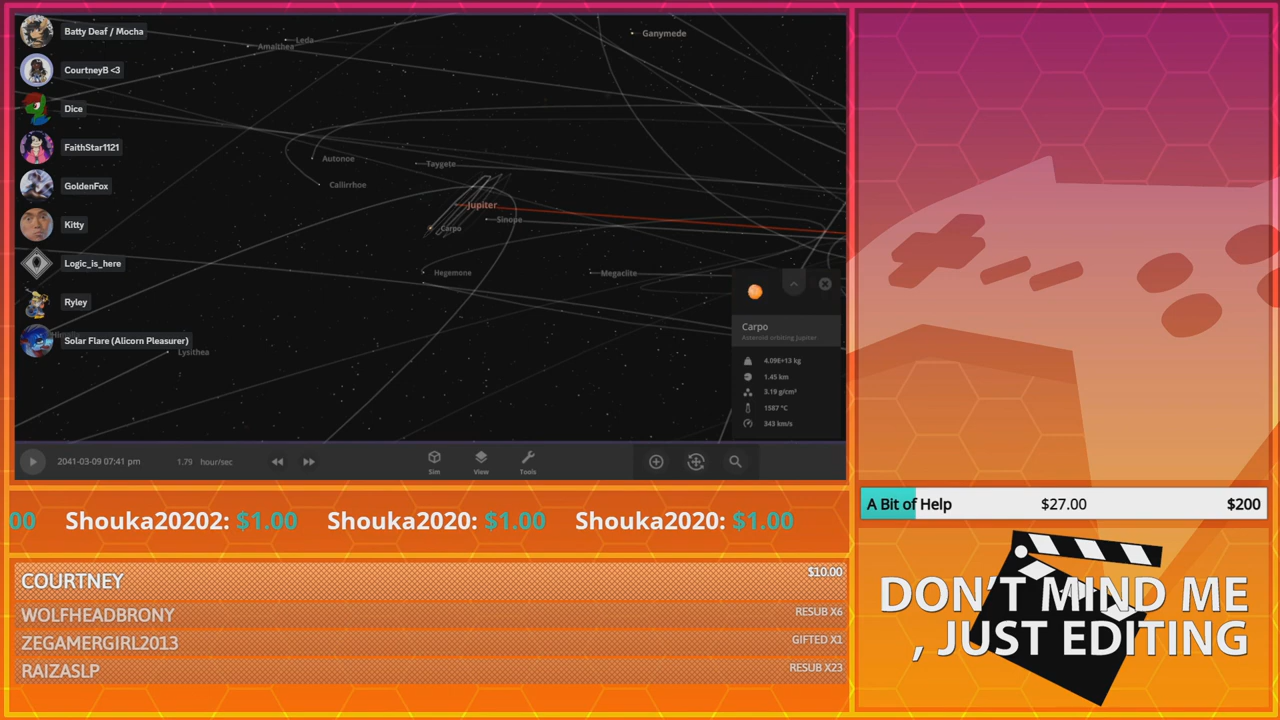 Batty Deaf / Mocha
CourtneyB <3
Dice
FaithStar1121
GoldenFox
Kitty
Logic_is_here
Ryley
Solar Flare (Alicorn Pleasurer)
Leda
Amalthea
Ganymede
Autonoe
Taygete
Callirrhoe
Jupiter
Sinope
Carpo
Hegemone
Megaclite
Lysithea
Carpo
Asteroid orbiting Jupiter
4.09E+13 kg
1.45 km
3.19 g/cm³
1587 °C
343 km/s
2041-03-09 07:41 pm
1.79 hour/sec
Sim
View
Tools
00 Shouka20202: $1.00 Shouka2020: $1.00 Shouka2020: $1.00
COURTNEY $10.00
WOLFHEADBRONY RESUB X6
ZEGAMERGIRL2013 GIFTED X1
RAIZASLP RESUB X23
A Bit of Help $27.00 $200
DON'T MIND ME
, JUST EDITING